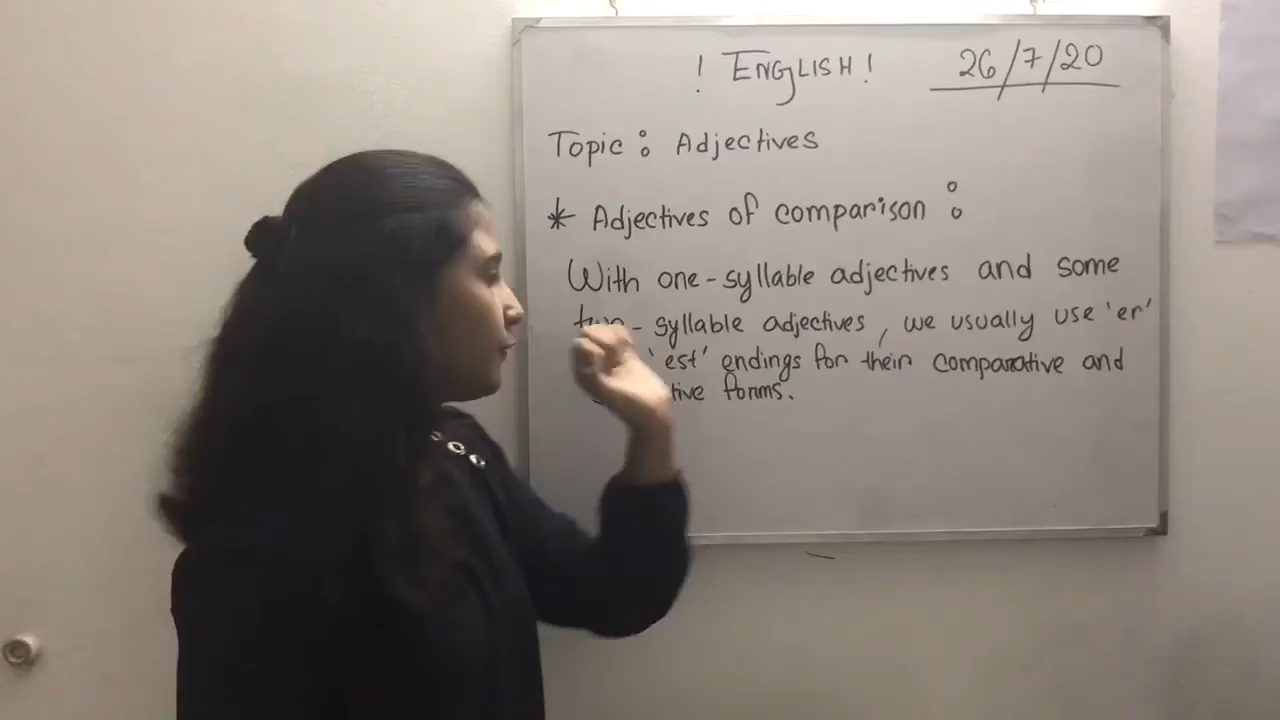 ! ENGLISH! 26/7/20
Topic : Adjectives
* Adjectives of comparison :
With one-syllable adjectives and some
two-syllable adjectives, we usually use 'er'
'est' endings for their comparative and
tive forms.